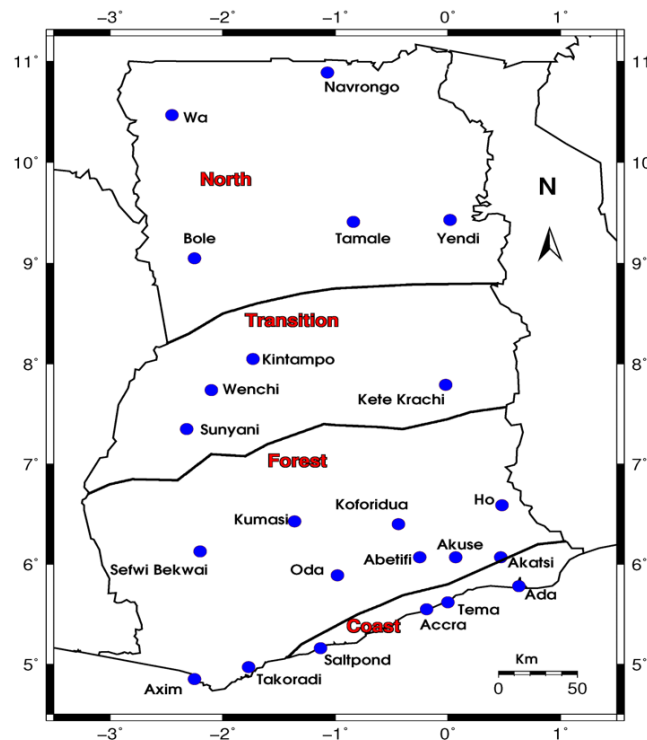 −3° −2° −1° 0° 1°
11° 11°
Navrongo
Wa
10° 10°
North
N
Bole
Tamale
Yendi
9° 9°
Transition
8° 8°
Kintampo
Wenchi
Kete Krachi
Sunyani
7° 7°
Forest
Ho
Koforidua
Kumasi
Akuse
6° 6°
Sefwi Bekwai
Oda
Abetifi
Akatsi
Ada
Tema
Accra
Coast
Saltpond
Km
5° 5°
Takoradi
Axim
0 50
−3° −2° −1° 0° 1°